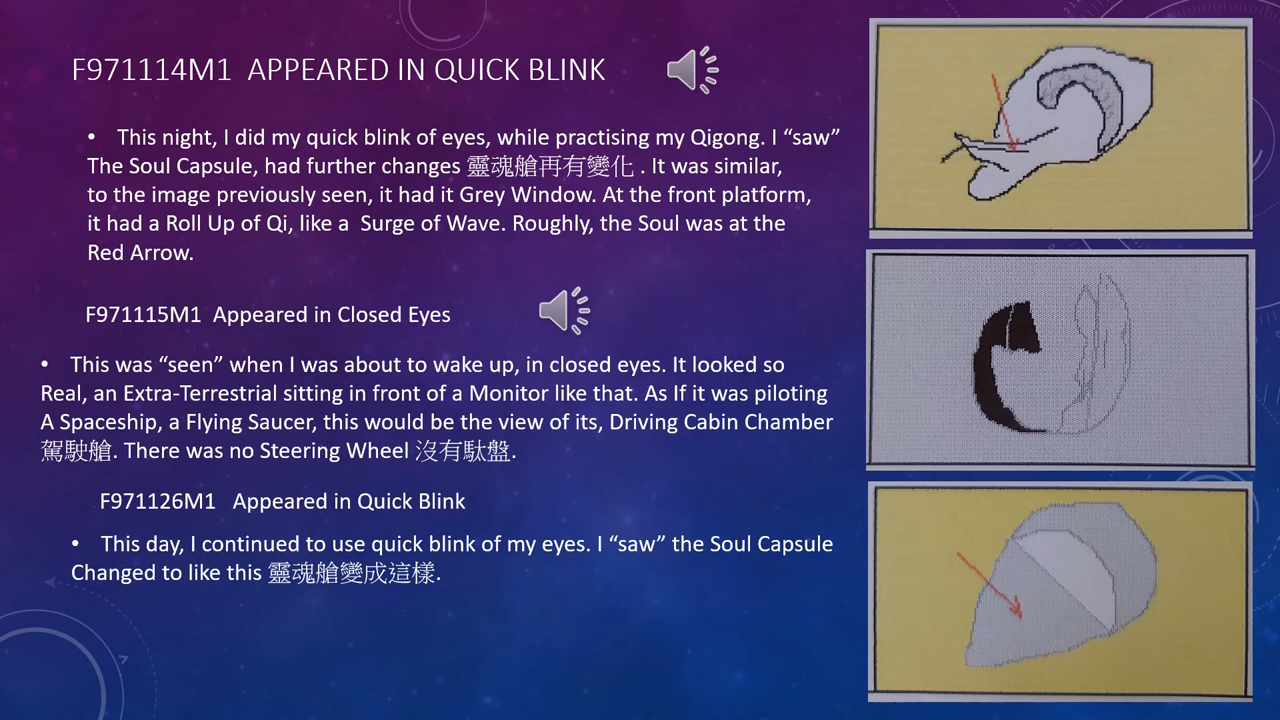 F971114M1 APPEARED IN QUICK BLINK
• This night, I did my quick blink of eyes, while practising my Qigong. I “saw”
The Soul Capsule, had further changes 靈魂艙再有變化 . It was similar,
to the image previously seen, it had it Grey Window. At the front platform,
it had a Roll Up of Qi, like a Surge of Wave. Roughly, the Soul was at the
Red Arrow.
F971115M1 Appeared in Closed Eyes
• This was “seen” when I was about to wake up, in closed eyes. It looked so
Real, an Extra-Terrestrial sitting in front of a Monitor like that. As If it was piloting
A Spaceship, a Flying Saucer, this would be the view of its, Driving Cabin Chamber
駕駛艙. There was no Steering Wheel 沒有馱盤.
F971126M1 Appeared in Quick Blink
• This day, I continued to use quick blink of my eyes. I “saw” the Soul Capsule
Changed to like this 靈魂艙變成這樣.